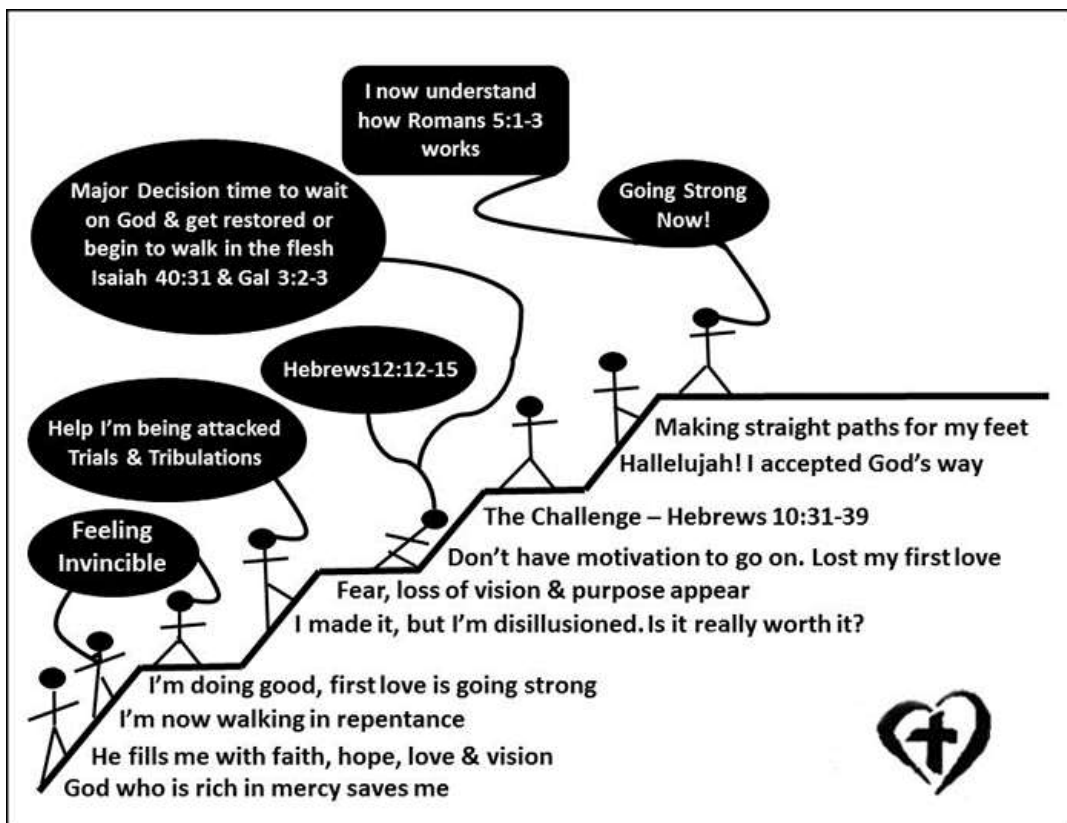 I now understand
how Romans 5:1-3
works
Going Strong
Now!
Major Decision time to wait
on God & get restored or
begin to walk in the flesh
Isaiah 40:31 & Gal 3:2-3
Hebrews12:12-15
Help I'm being attacked
Trials & Tribulations
Feeling
Invincible
Making straight paths for my feet
Hallelujah! I accepted God's way
The Challenge – Hebrews 10:31-39
Don't have motivation to go on. Lost my first love
Fear, loss of vision & purpose appear
I made it, but I'm disillusioned. Is it really worth it?
I'm doing good, first love is going strong
I'm now walking in repentance
He fills me with faith, hope, love & vision
God who is rich in mercy saves me